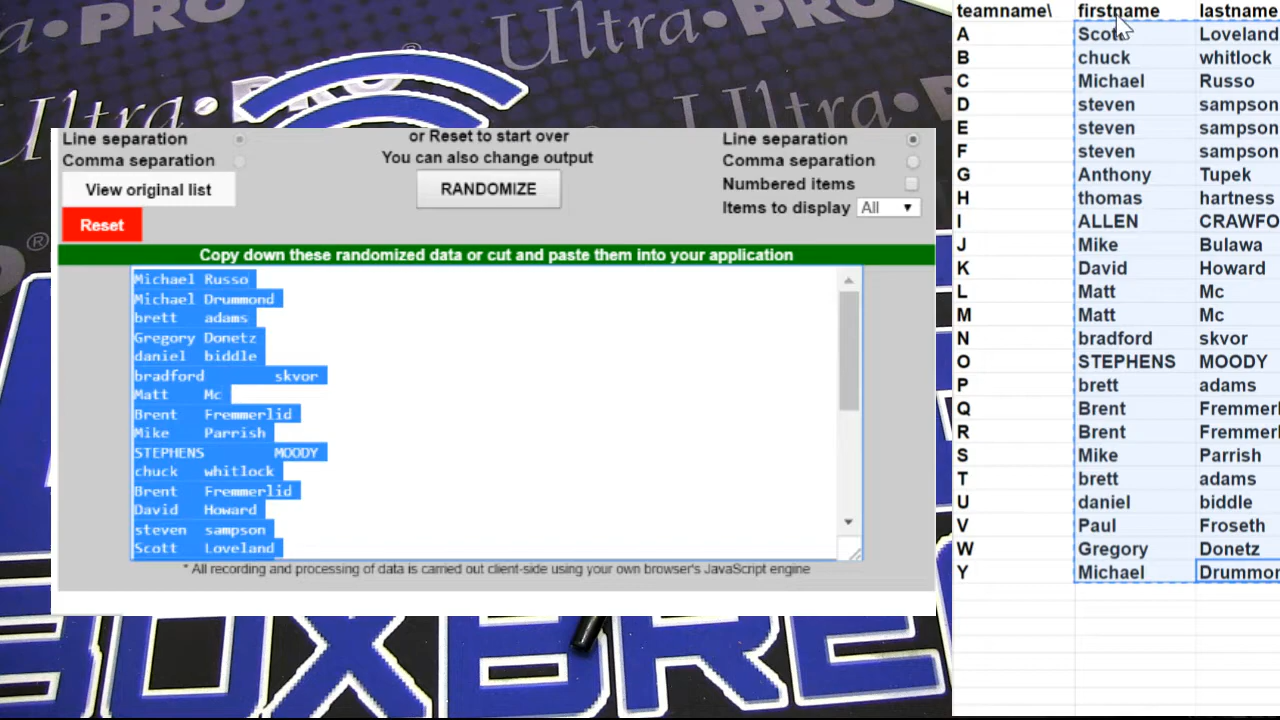 Ultra•PRO
Line separation
Comma separation
View original list
Reset
or Reset to start over
You can also change output
RANDOMIZE
Line separation
Comma separation
Numbered items
Items to display All
Copy down these randomized data or cut and paste them into your application
Michael Russo
Michael Drummond
brett adams
Gregory Donetz
daniel biddle
bradford skvor
Matt Mc
Brent Fremmerlid
Mike Parrish
STEPHENS MOODY
chuck whitlock
Brent Fremmerlid
David Howard
steven sampson
Scott Loveland
* All recording and processing of data is carried out client-side using your own browser's JavaScript engine
teamname\ firstname lastname
A Scott Loveland
B chuck whitlock
C Michael Russo
D steven sampson
E steven sampson
F steven sampson
G Anthony Tupek
H thomas hartness
I ALLEN CRAWFO
J Mike Bulawa
K David Howard
L Matt Mc
M Matt Mc
N bradford skvor
O STEPHENS MOODY
P brett adams
Q Brent Fremmerl
R Brent Fremmerl
S Mike Parrish
T brett adams
U daniel biddle
V Paul Froseth
W Gregory Donetz
Y Michael Drummon
BOXBRE